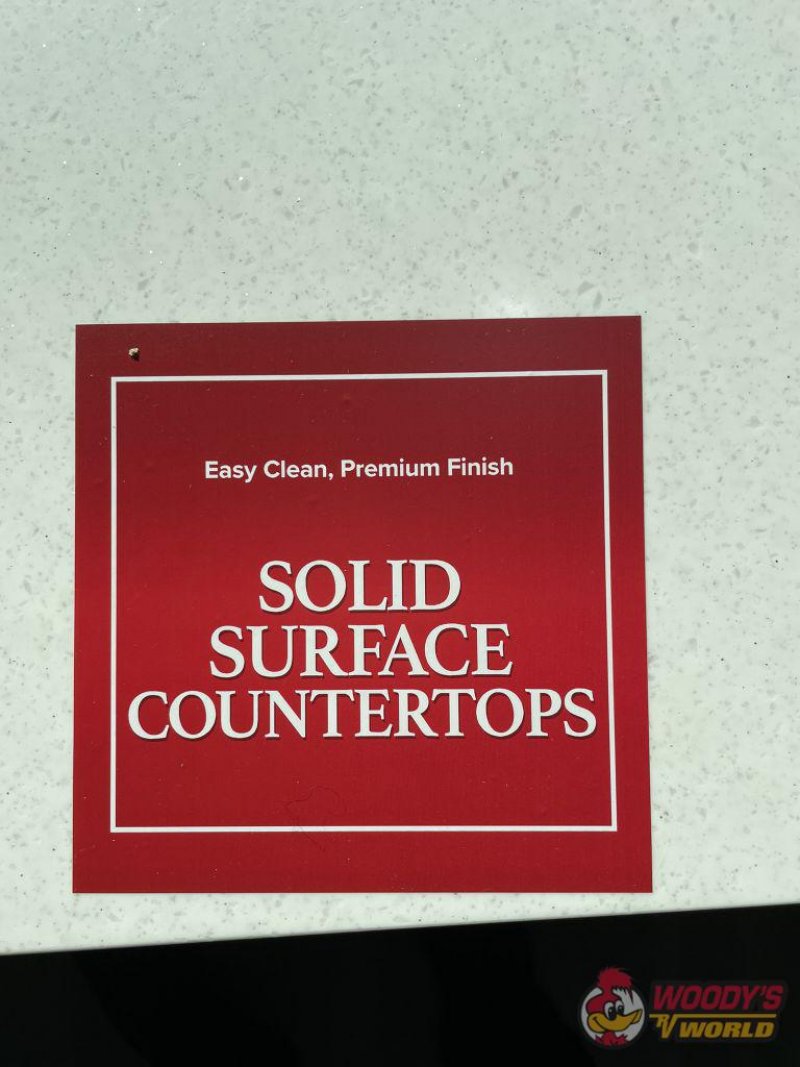 Easy Clean, Premium Finish
SOLID
SURFACE
COUNTERTOPS
WOODY'S
RV WORLD